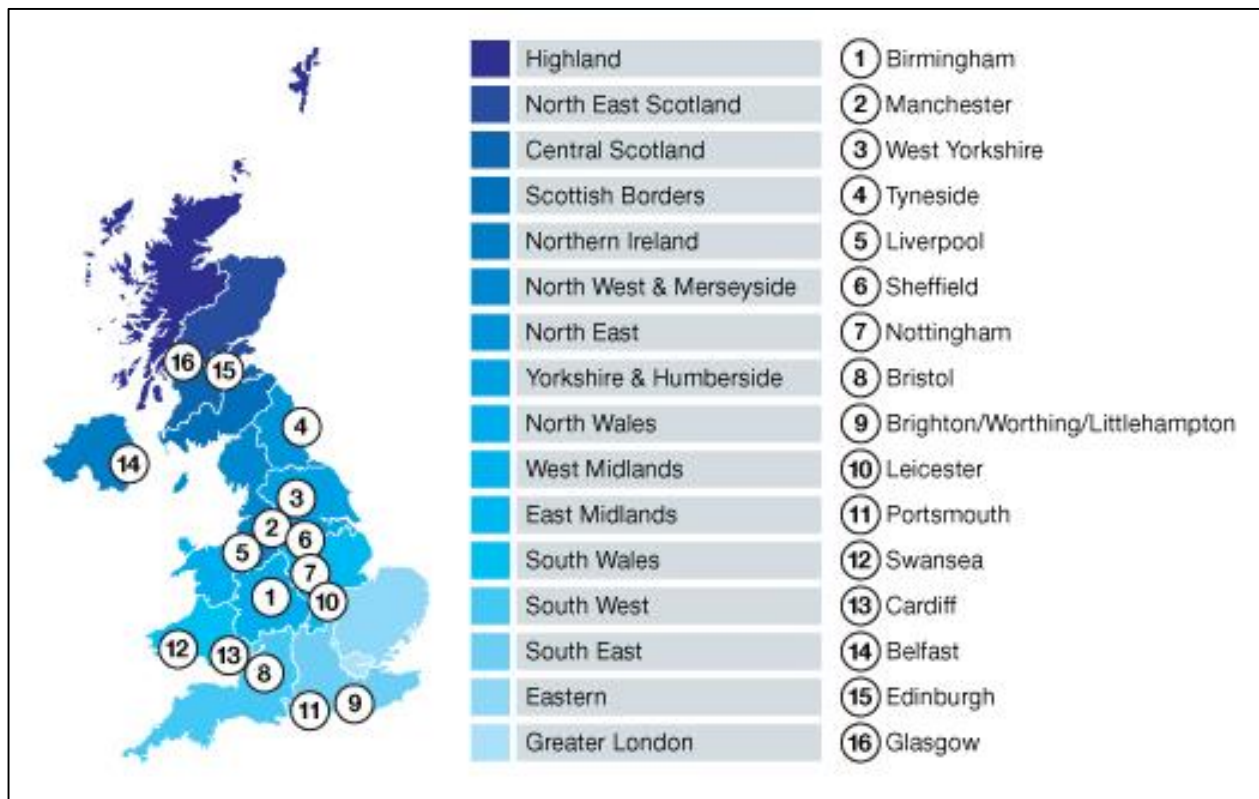 Highland
North East Scotland
Central Scotland
Scottish Borders
Northern Ireland
North West & Merseyside
North East
Yorkshire & Humberside
North Wales
West Midlands
East Midlands
South Wales
South West
South East
Eastern
Greater London
1 Birmingham
2 Manchester
3 West Yorkshire
4 Tyneside
5 Liverpool
6 Sheffield
7 Nottingham
8 Bristol
9 Brighton/Worthing/Littlehampton
10 Leicester
11 Portsmouth
12 Swansea
13 Cardiff
14 Belfast
15 Edinburgh
16 Glasgow
16
15
4
14
3
2
6
5
7
1
10
12
13
8
11
9